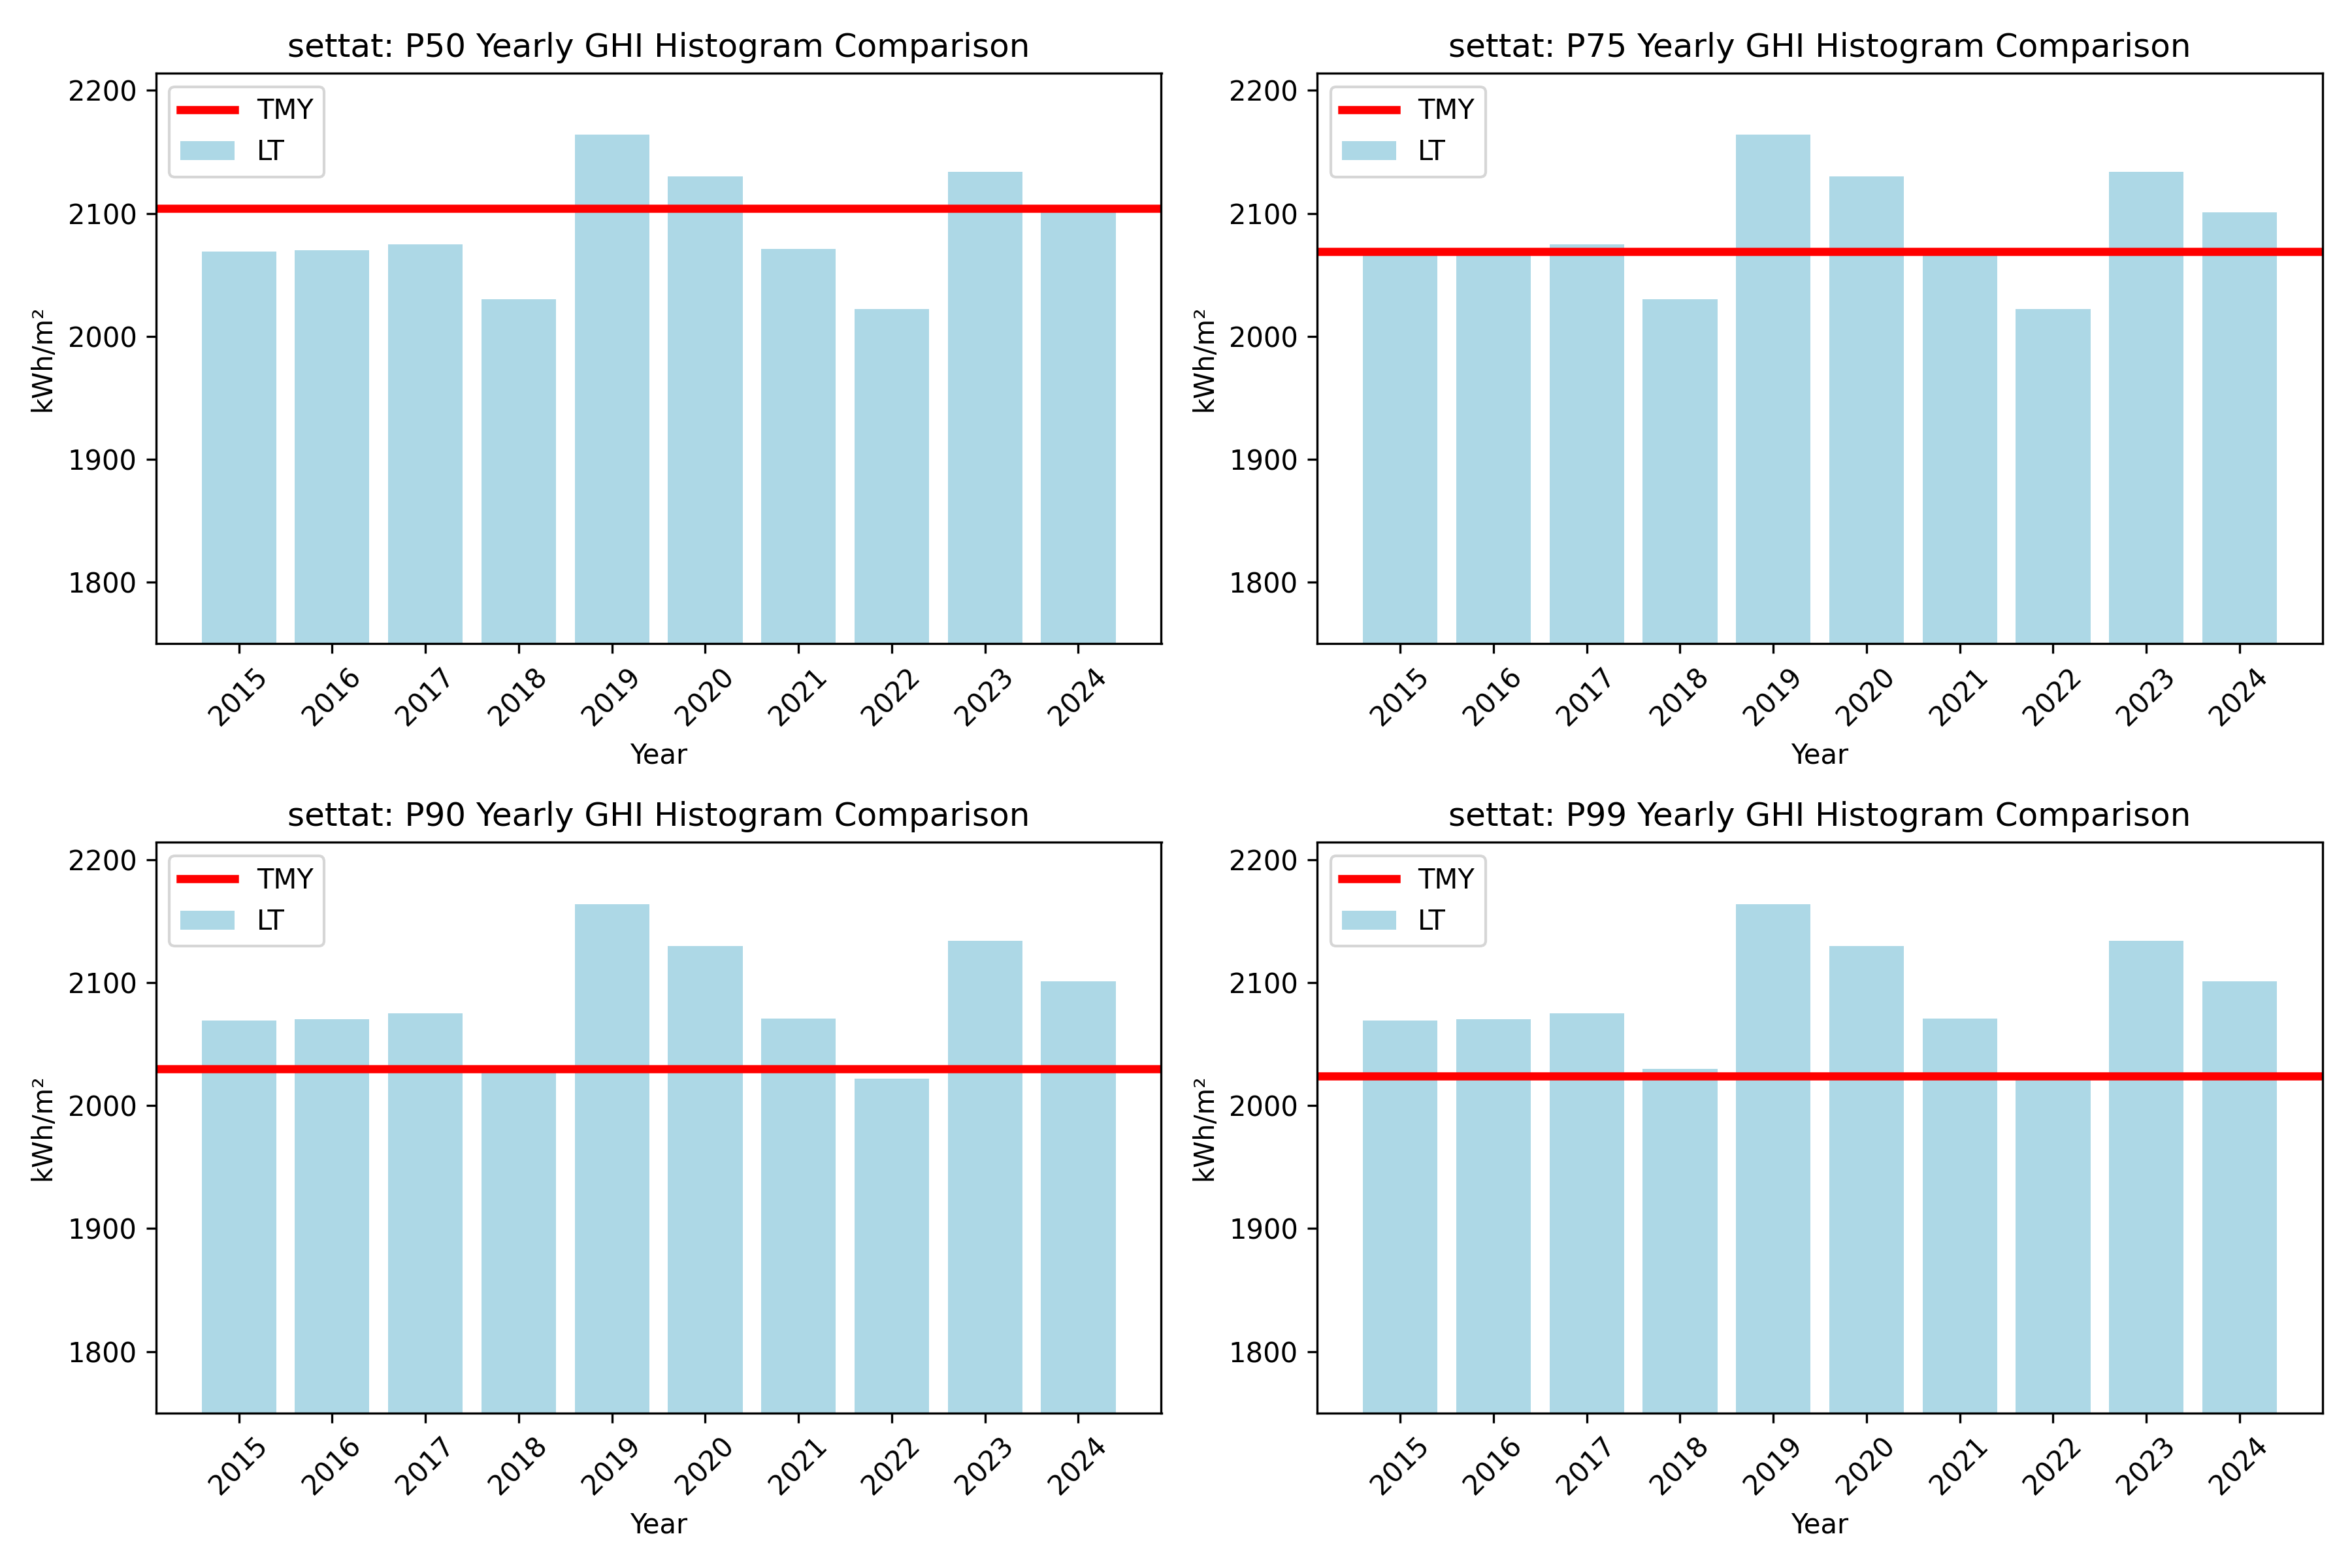 settat: P50 Yearly GHI Histogram Comparison
TMY
LT
2200
2100
2000
1900
1800
kWh/m²
2015 2016 2017 2018 2019 2020 2021 2022 2023 2024
Year
settat: P75 Yearly GHI Histogram Comparison
TMY
LT
2200
2100
2000
1900
1800
kWh/m²
2015 2016 2017 2018 2019 2020 2021 2022 2023 2024
Year
settat: P90 Yearly GHI Histogram Comparison
TMY
LT
2200
2100
2000
1900
1800
kWh/m²
2015 2016 2017 2018 2019 2020 2021 2022 2023 2024
Year
settat: P99 Yearly GHI Histogram Comparison
TMY
LT
2200
2100
2000
1900
1800
kWh/m²
2015 2016 2017 2018 2019 2020 2021 2022 2023 2024
Year